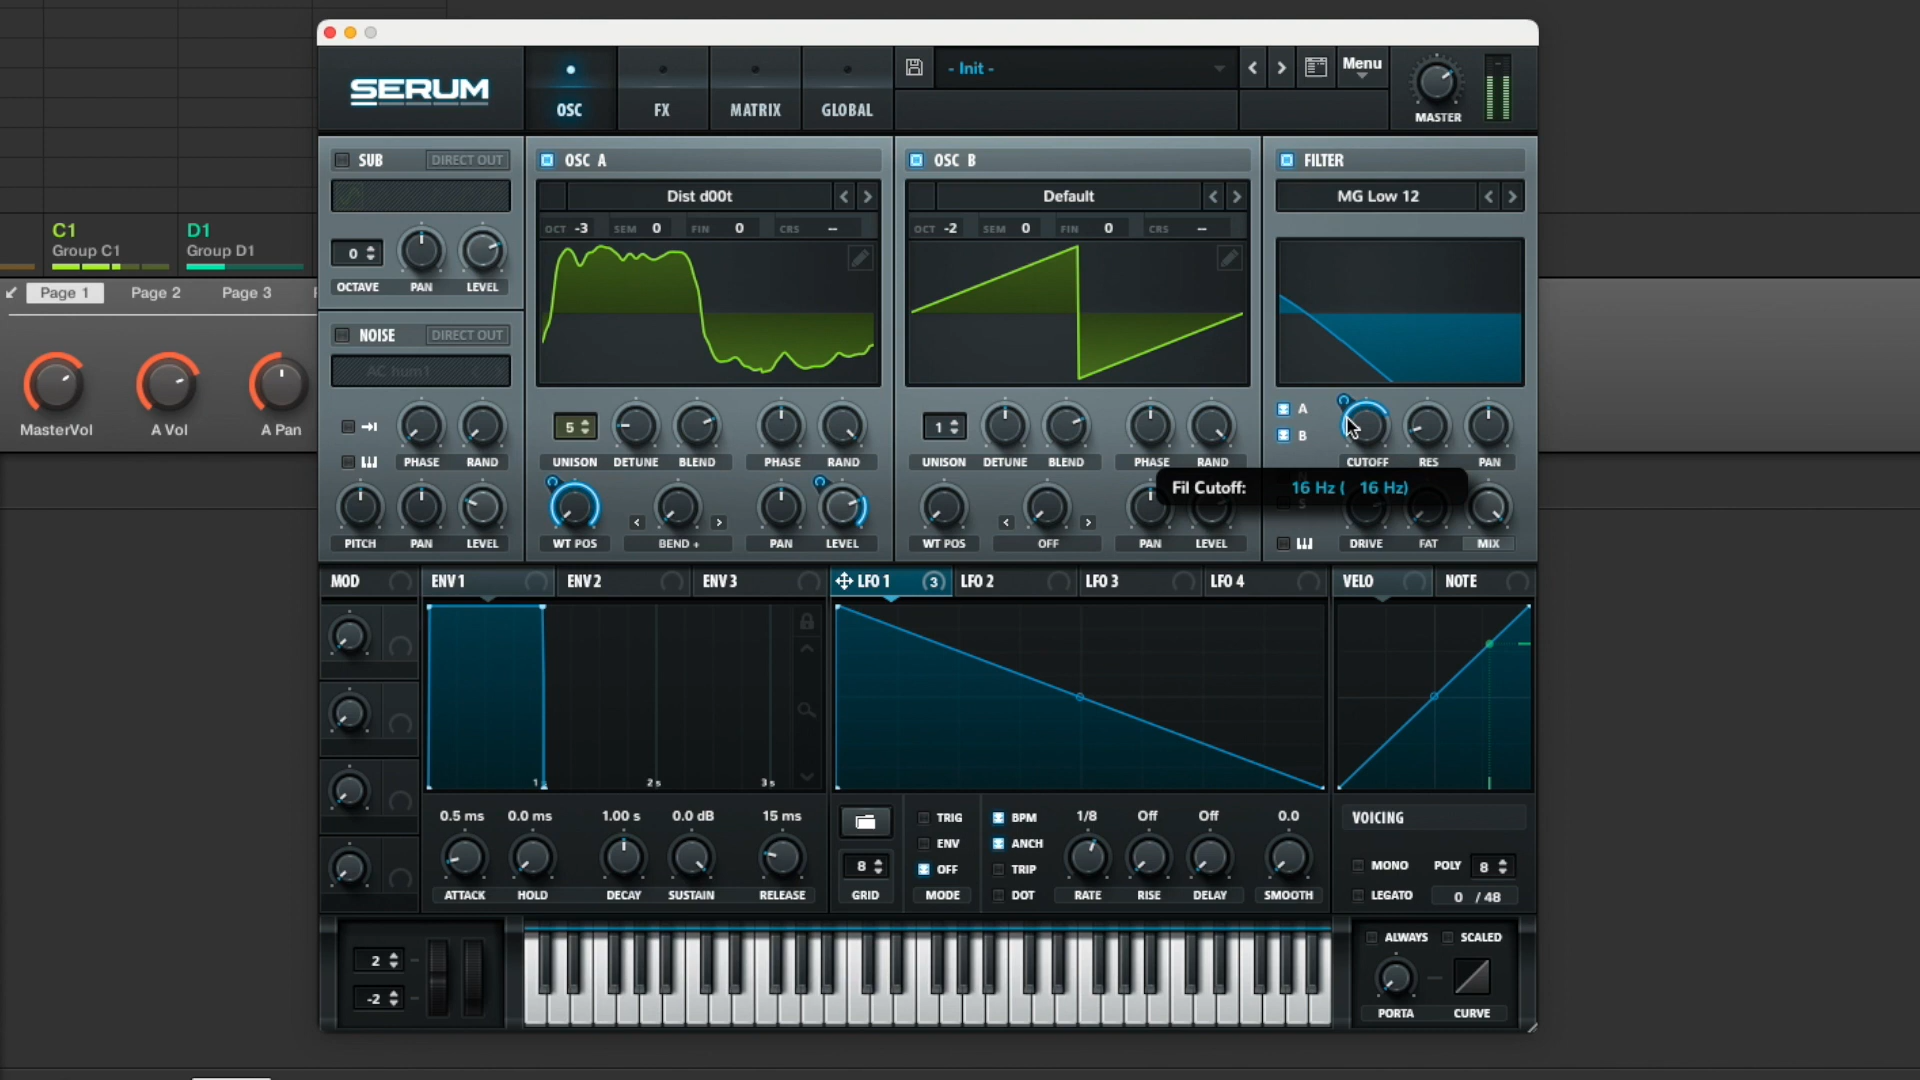 SERUM
OSC
FX
MATRIX
GLOBAL
- Init -
Menu
MASTER
SUB
DIRECT OUT
0
OCTAVE
PAN
LEVEL
NOISE
DIRECT OUT
AC hum1
PHASE
RAND
PITCH
PAN
LEVEL
OSC A
Dist d00t
OCT -3 SEM 0 FIN 0 CRS --
5
UNISON
DETUNE
BLEND
PHASE
RAND
WT POS
BEND +
PAN
LEVEL
OSC B
Default
OCT -2 SEM 0 FIN 0 CRS --
1
UNISON
DETUNE
BLEND
PHASE
RAND
WT POS
OFF
PAN
LEVEL
FILTER
MG Low 12
A
B
CUTOFF
RES
PAN
Fil Cutoff: 16 Hz ( 16 Hz)
S
DRIVE
FAT
MIX
C1
Group C1
D1
Group D1
Page 1
Page 2
Page 3
MasterVol
A Vol
A Pan
MOD
ENV 1
ENV 2
ENV 3
LFO 1
3
LFO 2
LFO 3
LFO 4
VELO
NOTE
1
2 s
3 s
0.5 ms
0.0 ms
1.00 s
0.0 dB
15 ms
ATTACK
HOLD
DECAY
SUSTAIN
RELEASE
8
GRID
TRIG
ENV
OFF
MODE
BPM
ANCH
TRIP
DOT
1/8
Off
Off
0.0
RATE
RISE
DELAY
SMOOTH
VOICING
MONO
POLY 8
LEGATO
0 / 48
2
-2
ALWAYS
SCALED
PORTA
CURVE